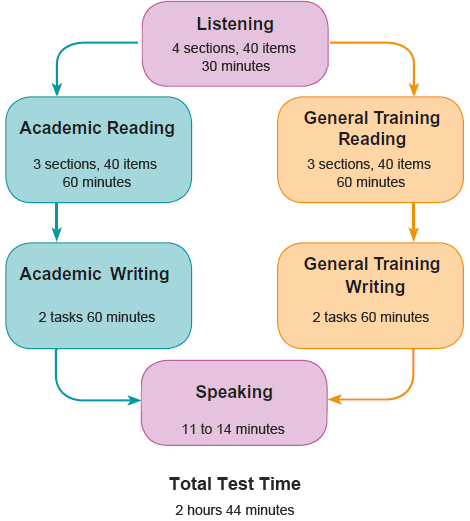 Listening
4 sections, 40 items
30 minutes
Academic Reading
3 sections, 40 items
60 minutes
General Training
Reading
3 sections, 40 items
60 minutes
Academic Writing
2 tasks 60 minutes
General Training
Writing
2 tasks 60 minutes
Speaking
11 to 14 minutes
Total Test Time
2 hours 44 minutes